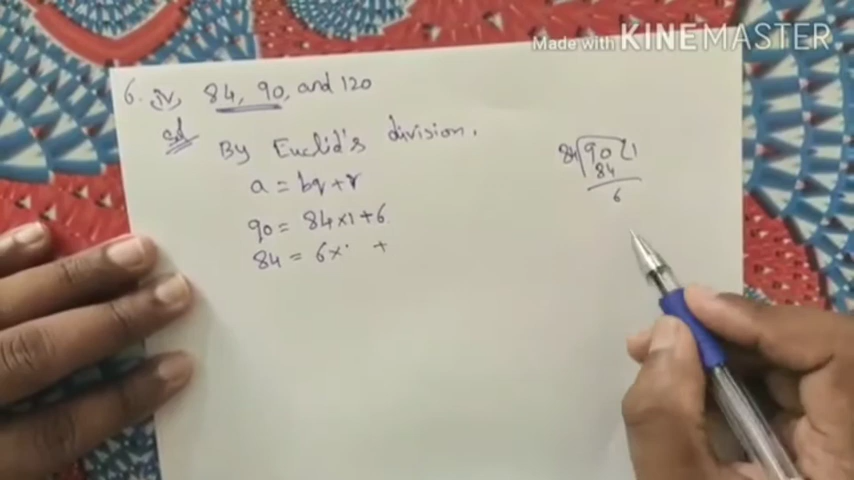 Made with KINEMASTER
6. iv, 84, 90, and 120
Sol By Euclid's division.
a = bq + r
90 = 84 x 1 + 6
84 = 6 x +
84 90 1
84
6